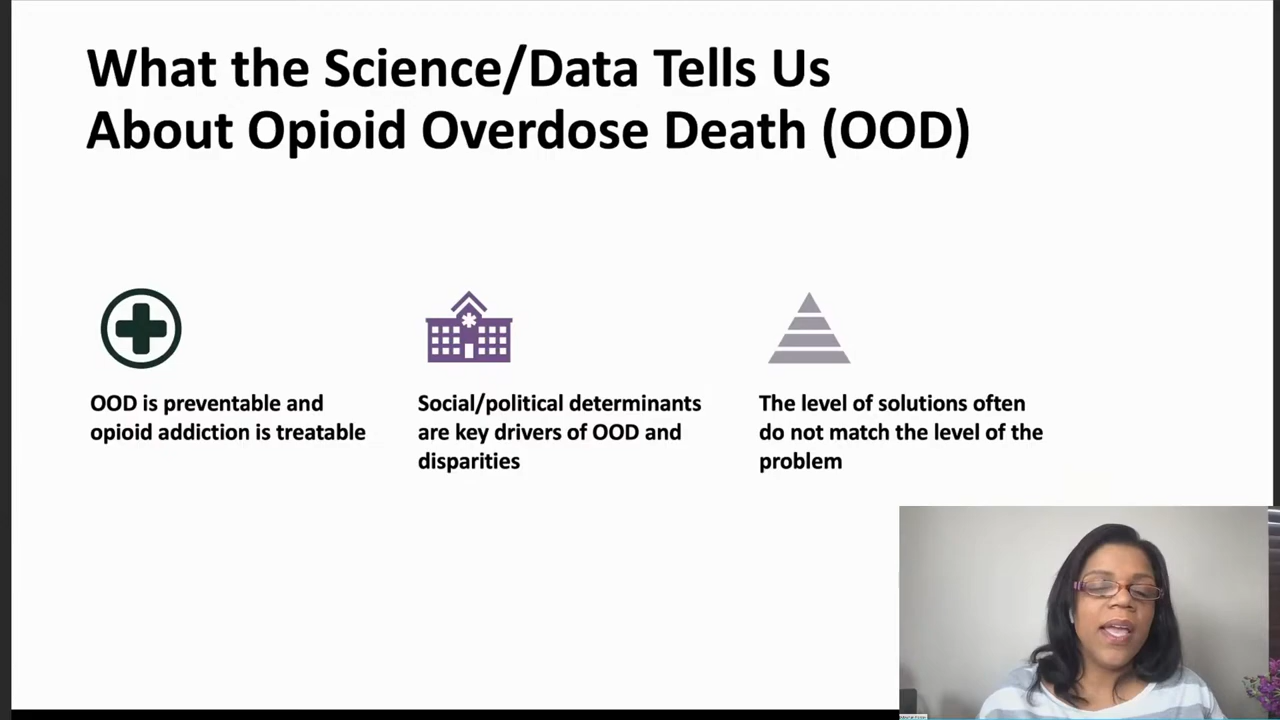 What the Science/Data Tells Us
About Opioid Overdose Death (OOD)
OOD is preventable and
opioid addiction is treatable
Social/political determinants
are key drivers of OOD and
disparities
The level of solutions often
do not match the level of the
problem